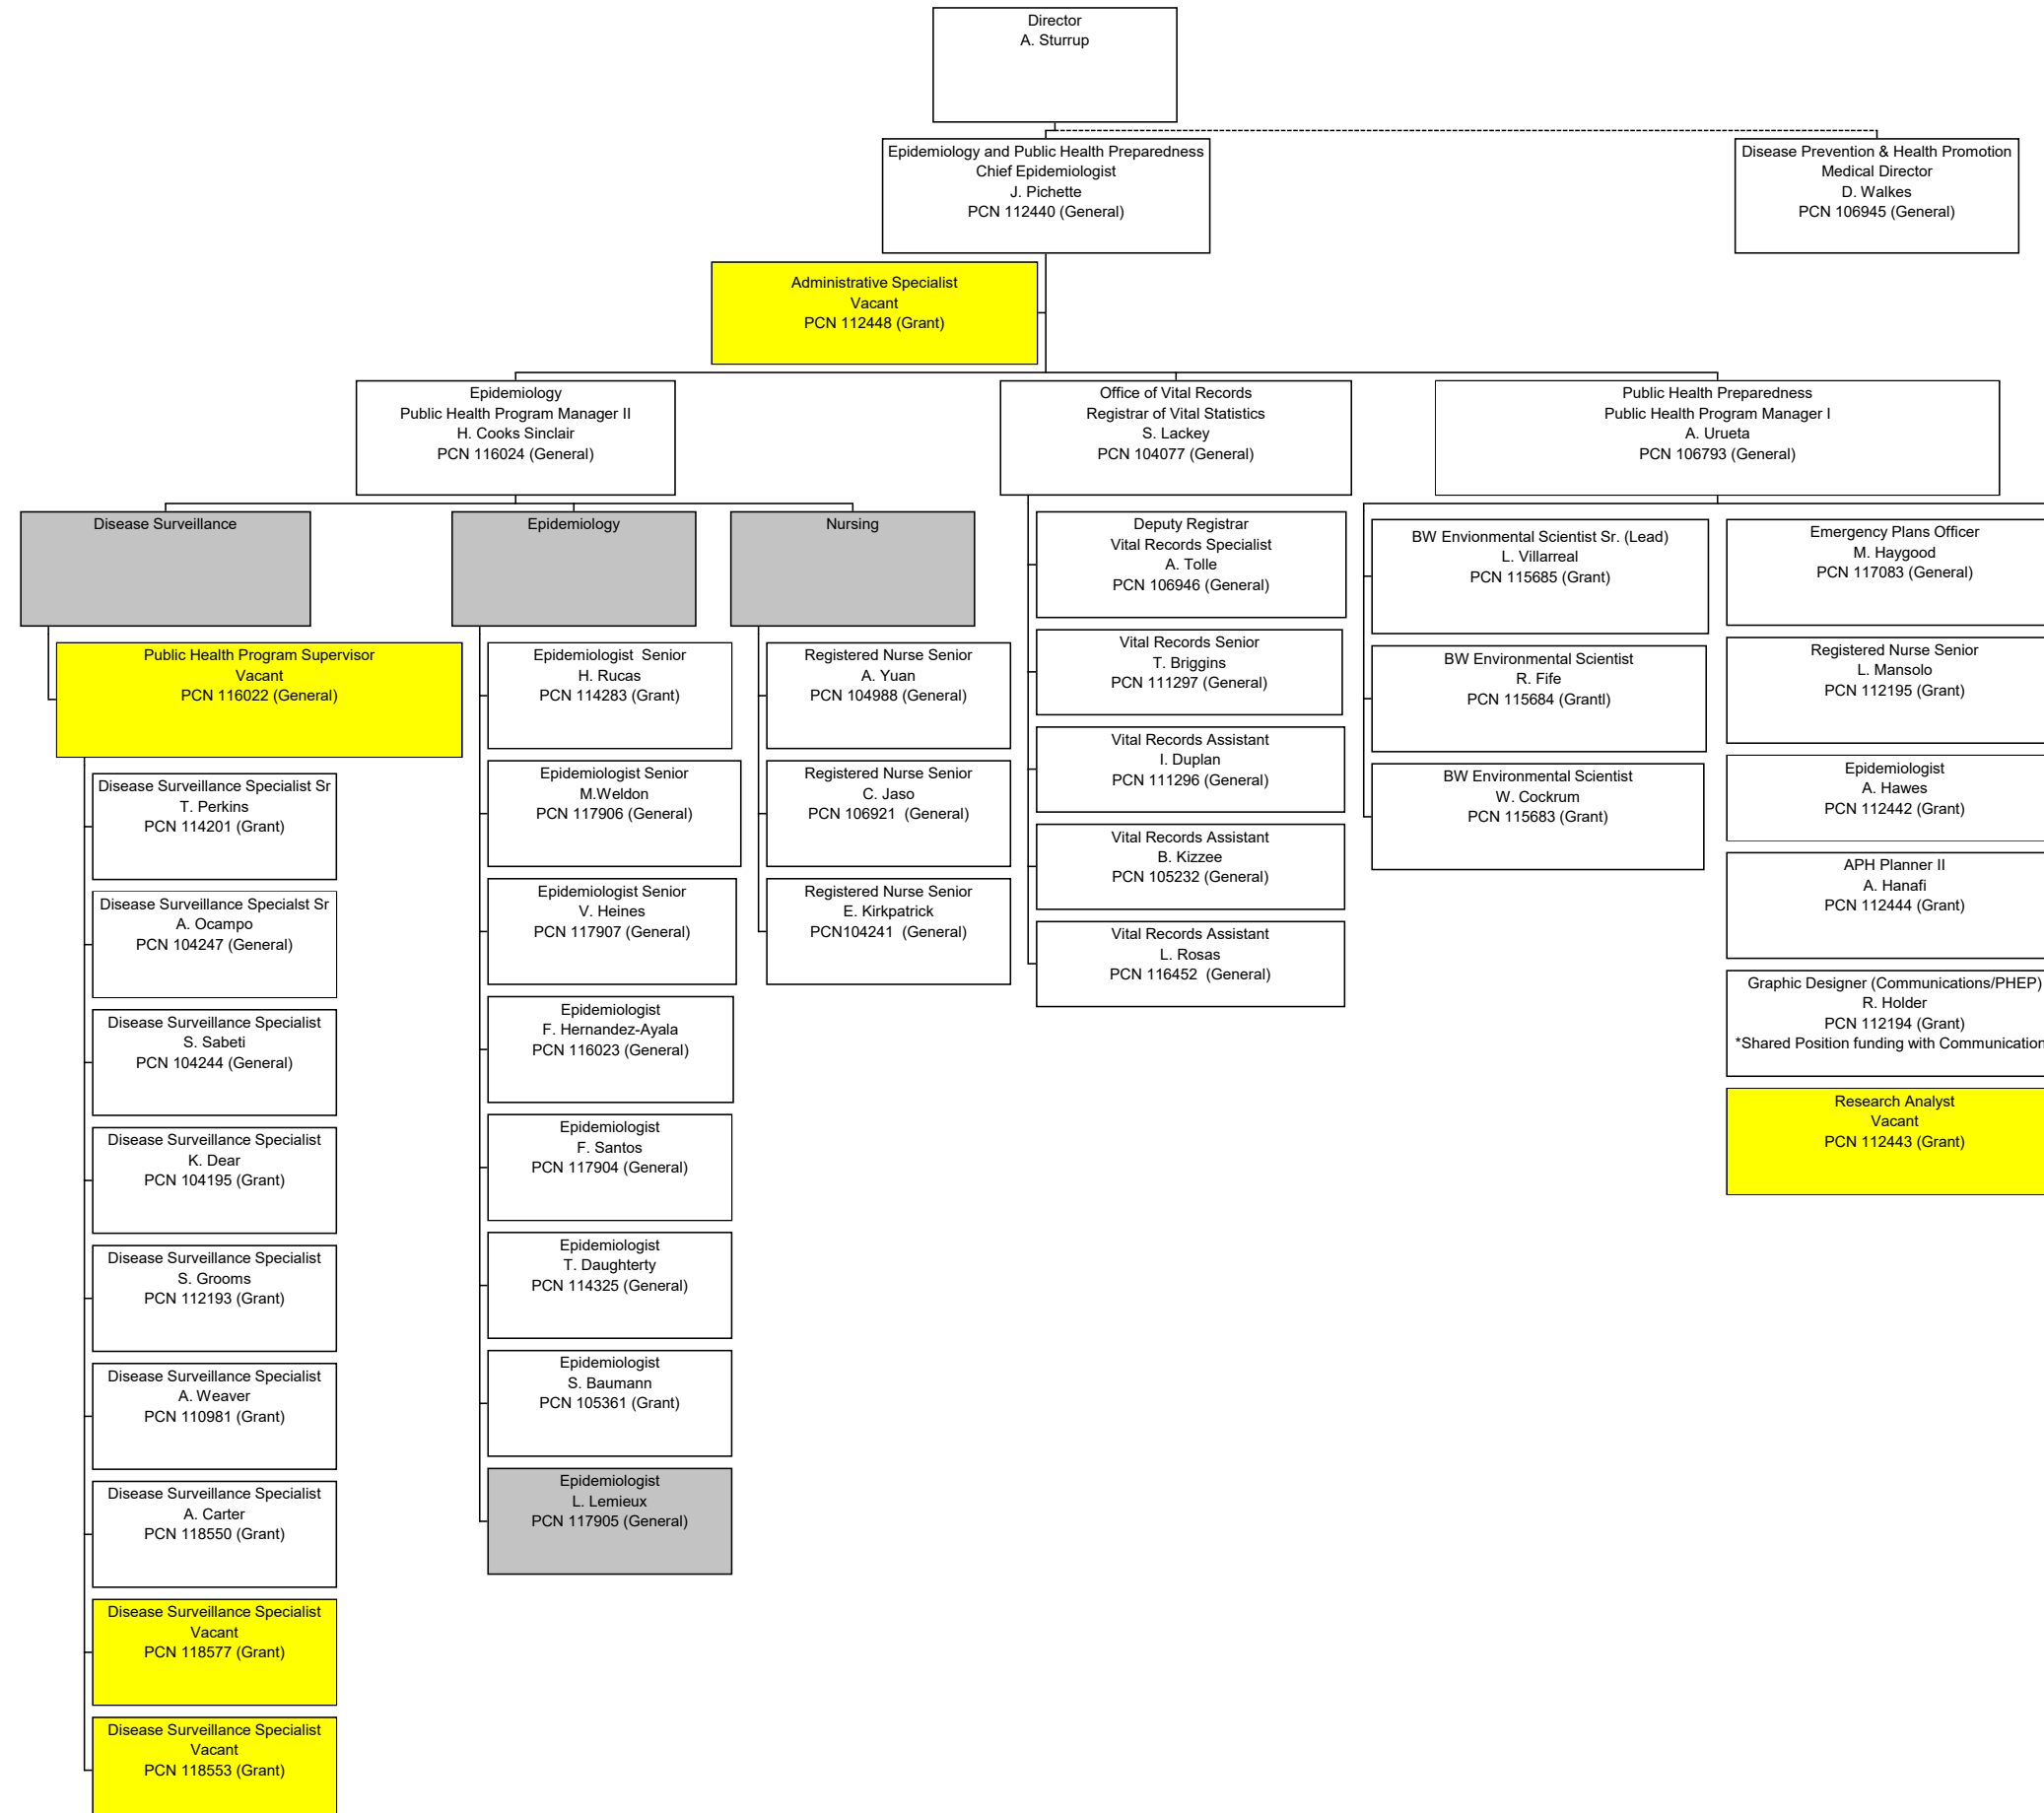 Director
A. Sturrup
Epidemiology and Public Health Preparedness
Chief Epidemiologist
J. Pichette
PCN 112440 (General)
Disease Prevention & Health Promotion
Medical Director
D. Walkes
PCN 106945 (General)
Administrative Specialist
Vacant
PCN 112448 (Grant)
Epidemiology
Public Health Program Manager II
H. Cooks Sinclair
PCN 116024 (General)
Office of Vital Records
Registrar of Vital Statistics
S. Lackey
PCN 104077 (General)
Public Health Preparedness
Public Health Program Manager I
A. Urueta
PCN 106793 (General)
Disease Surveillance
Public Health Program Supervisor
Vacant
PCN 116022 (General)
Disease Surveillance Specialist Sr
T. Perkins
PCN 114201 (Grant)
Disease Surveillance Specialst Sr
A. Ocampo
PCN 104247 (General)
Disease Surveillance Specialist
S. Sabeti
PCN 104244 (General)
Disease Surveillance Specialist
K. Dear
PCN 104195 (Grant)
Disease Surveillance Specialist
S. Grooms
PCN 112193 (Grant)
Disease Surveillance Specialist
A. Weaver
PCN 110981 (Grant)
Disease Surveillance Specialist
A. Carter
PCN 118550 (Grant)
Disease Surveillance Specialist
Vacant
PCN 118577 (Grant)
Disease Surveillance Specialist
Vacant
PCN 118553 (Grant)
Epidemiology
Epidemiologist  Senior
H. Rucas
PCN 114283 (Grant)
Epidemiologist Senior
M.Weldon
PCN 117906 (General)
Epidemiologist Senior
V. Heines
PCN 117907 (General)
Epidemiologist
F. Hernandez-Ayala
PCN 116023 (General)
Epidemiologist
F. Santos
PCN 117904 (General)
Epidemiologist
T. Daughterty
PCN 114325 (General)
Epidemiologist
S. Baumann
PCN 105361 (Grant)
Epidemiologist
L. Lemieux
PCN 117905 (General)
Nursing
Registered Nurse Senior
A. Yuan
PCN 104988 (General)
Registered Nurse Senior
C. Jaso
PCN 106921  (General)
Registered Nurse Senior
E. Kirkpatrick
PCN104241  (General)
Deputy Registrar
Vital Records Specialist
A. Tolle
PCN 106946 (General)
Vital Records Senior
T. Briggins
PCN 111297 (General)
Vital Records Assistant
I. Duplan
PCN 111296 (General)
Vital Records Assistant
B. Kizzee
PCN 105232 (General)
Vital Records Assistant
L. Rosas
PCN 116452  (General)
BW Envionmental Scientist Sr. (Lead)
L. Villarreal
PCN 115685 (Grant)
BW Environmental Scientist
R. Fife
PCN 115684 (Grantl)
BW Environmental Scientist
W. Cockrum
PCN 115683 (Grant)
Emergency Plans Officer
M. Haygood
PCN 117083 (General)
Registered Nurse Senior
L. Mansolo
PCN 112195 (Grant)
Epidemiologist
A. Hawes
PCN 112442 (Grant)
APH Planner II
A. Hanafi
PCN 112444 (Grant)
Graphic Designer (Communications/PHEP)
R. Holder
PCN 112194 (Grant)
*Shared Position funding with Communication
Research Analyst
Vacant
PCN 112443 (Grant)